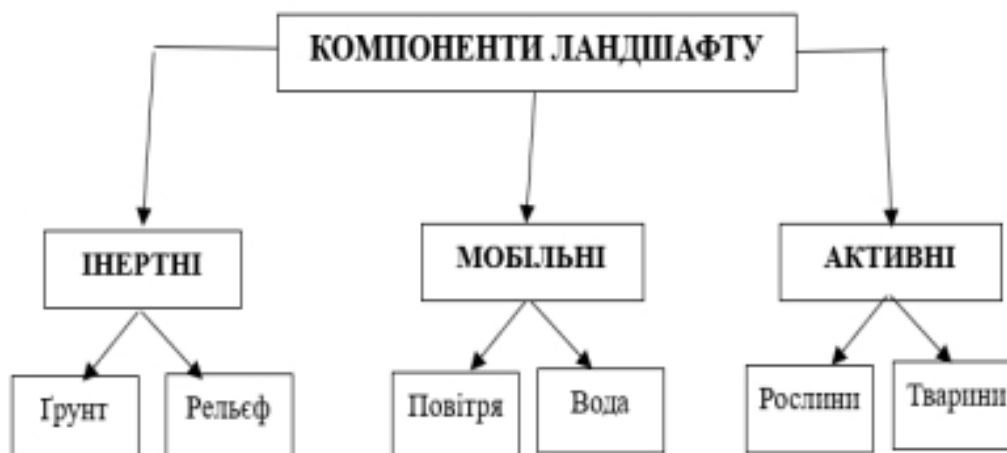 КОМПОНЕНТИ ЛАНДШАФТУ
ІНЕРТНІ
МОБІЛЬНІ
АКТИВНІ
Ґрунт
Рельєф
Повітря
Вода
Рослини
Тварини